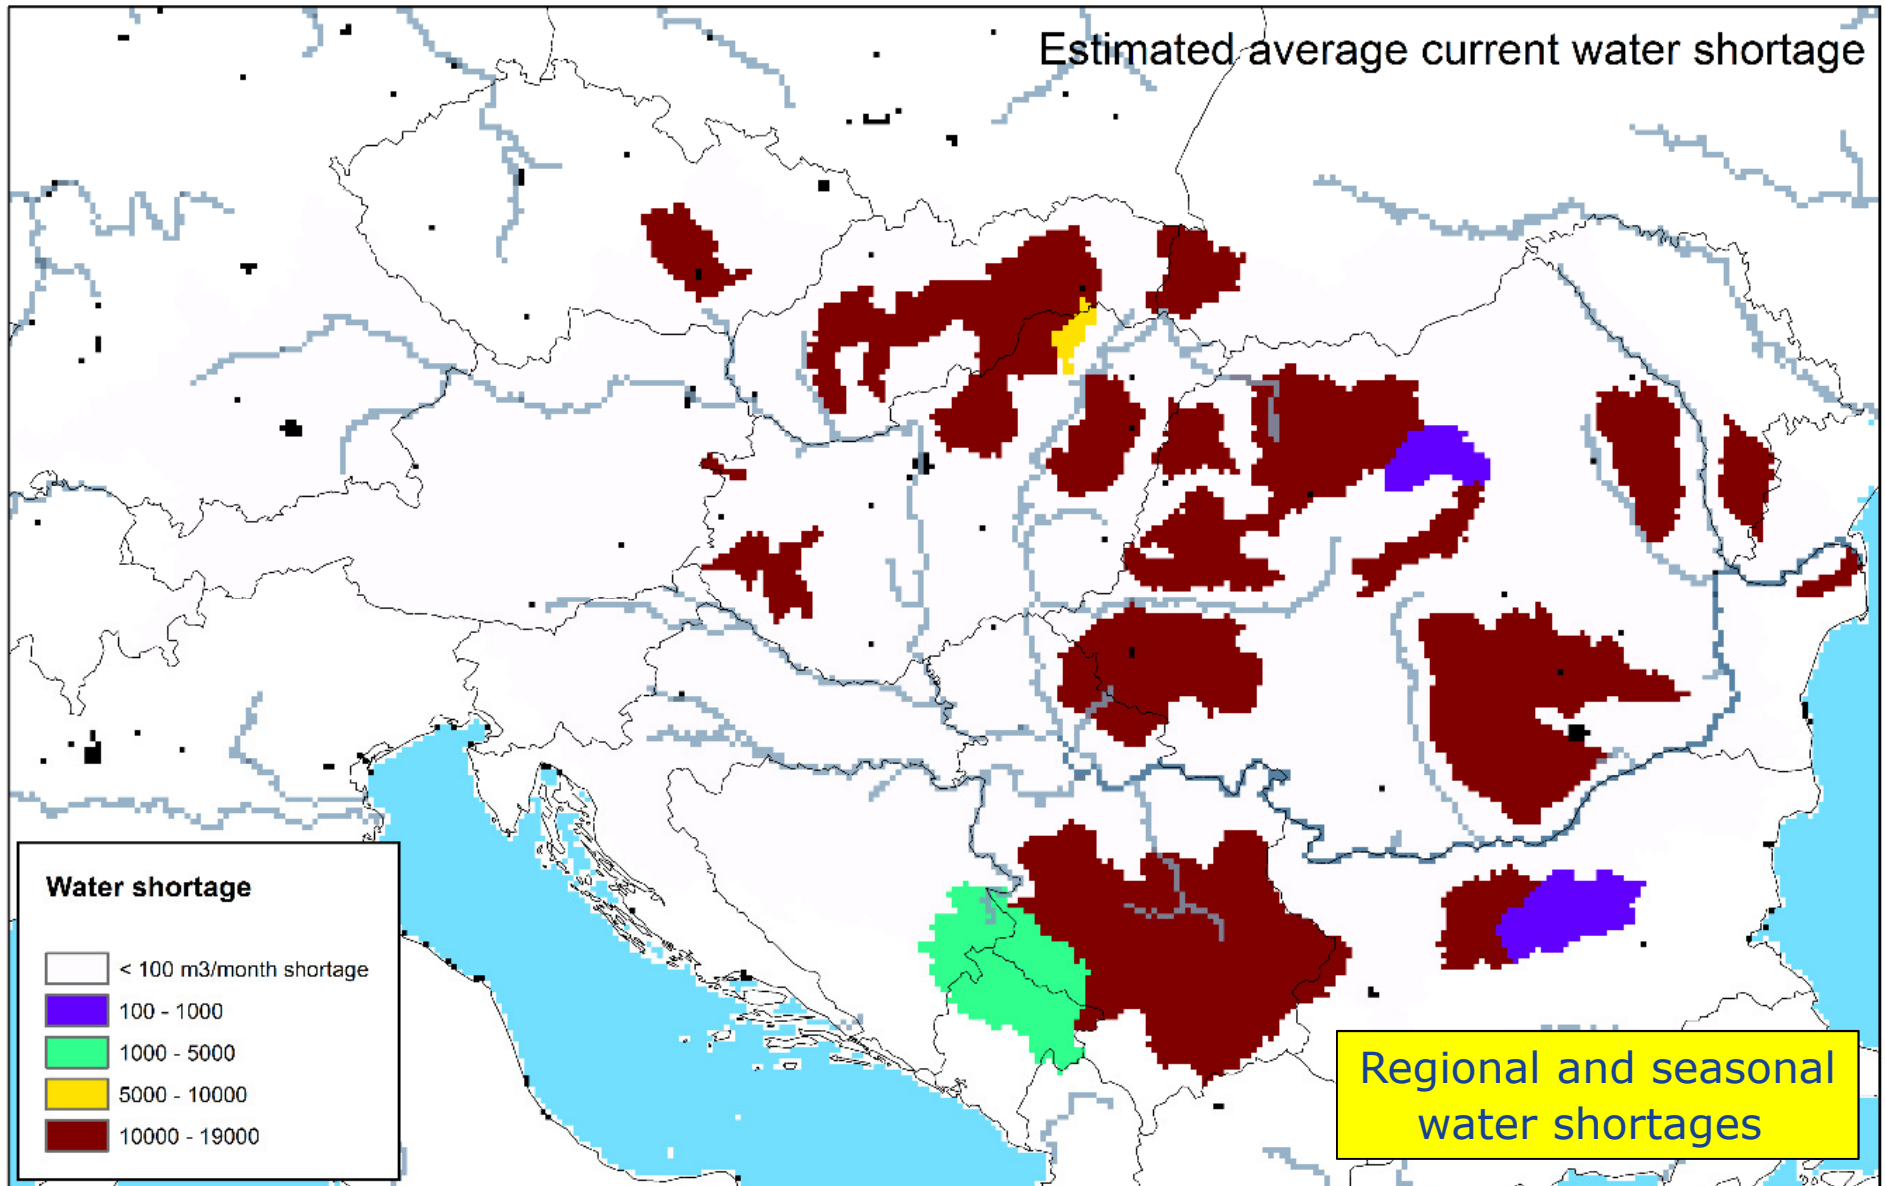 Estimated average current water shortage
Water shortage
< 100 m3/month shortage
100 - 1000
1000 - 5000
5000 - 10000
10000 - 19000
Regional and seasonal
water shortages